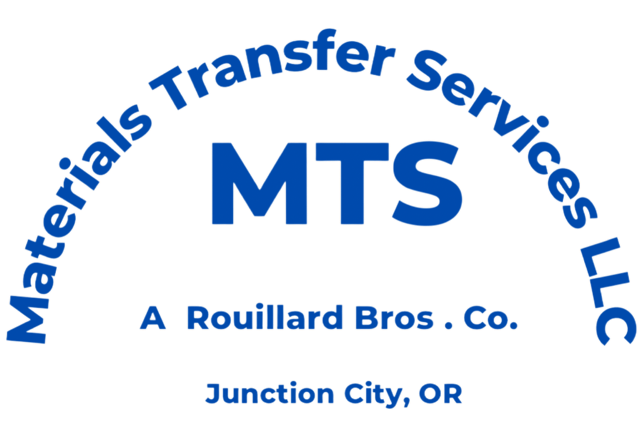 Materials Transfer Services LLC
MTS
A Rouillard Bros . Co.
Junction City, OR